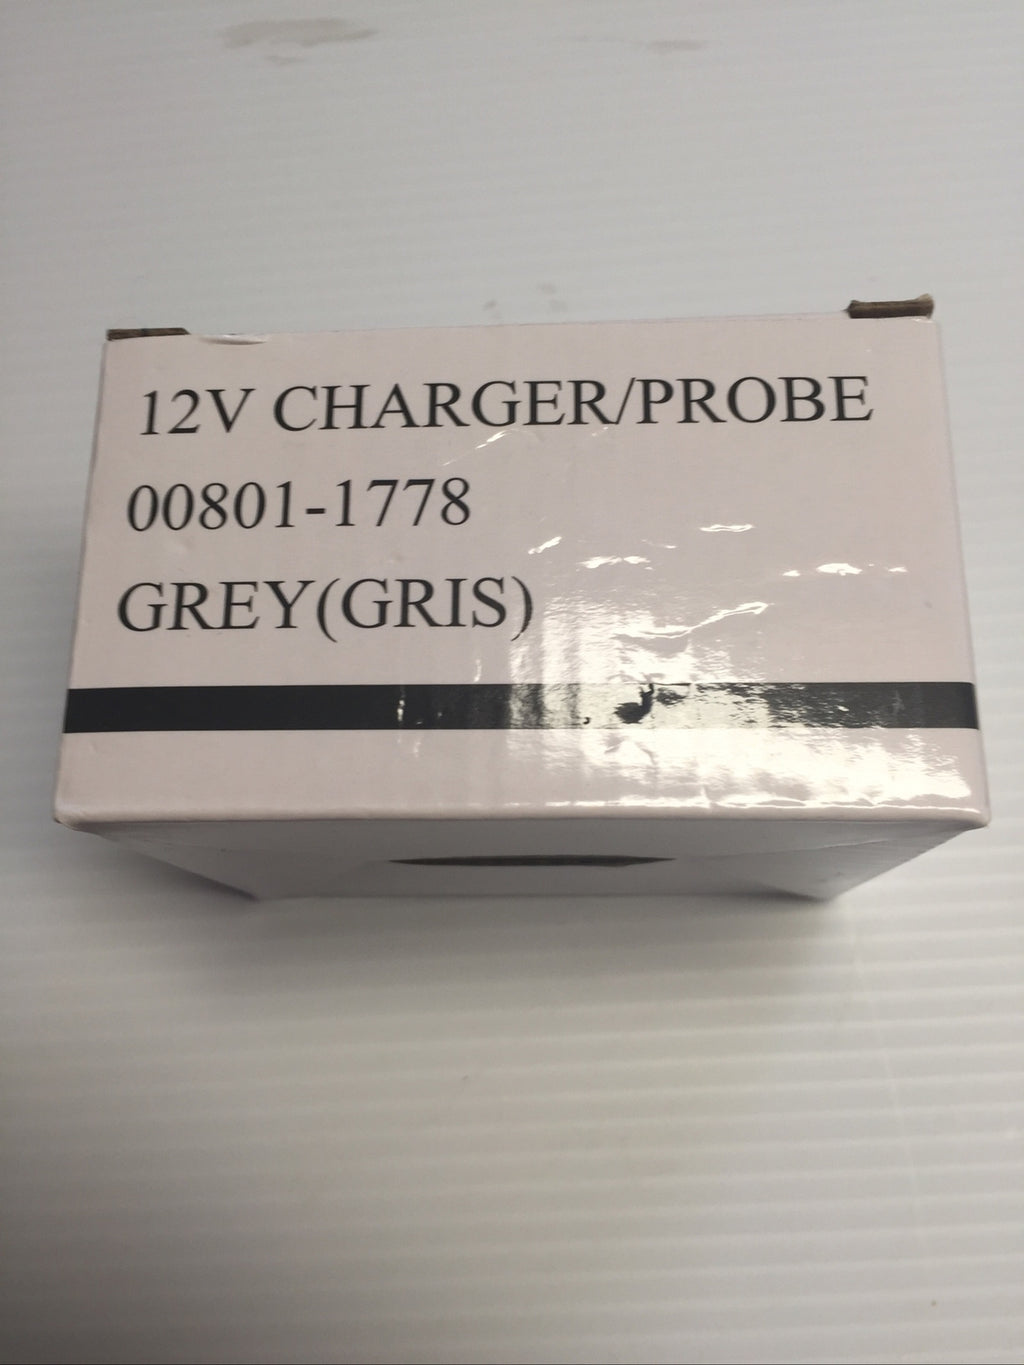 12V CHARGER/PROBE
00801-1778
GREY(GRIS)